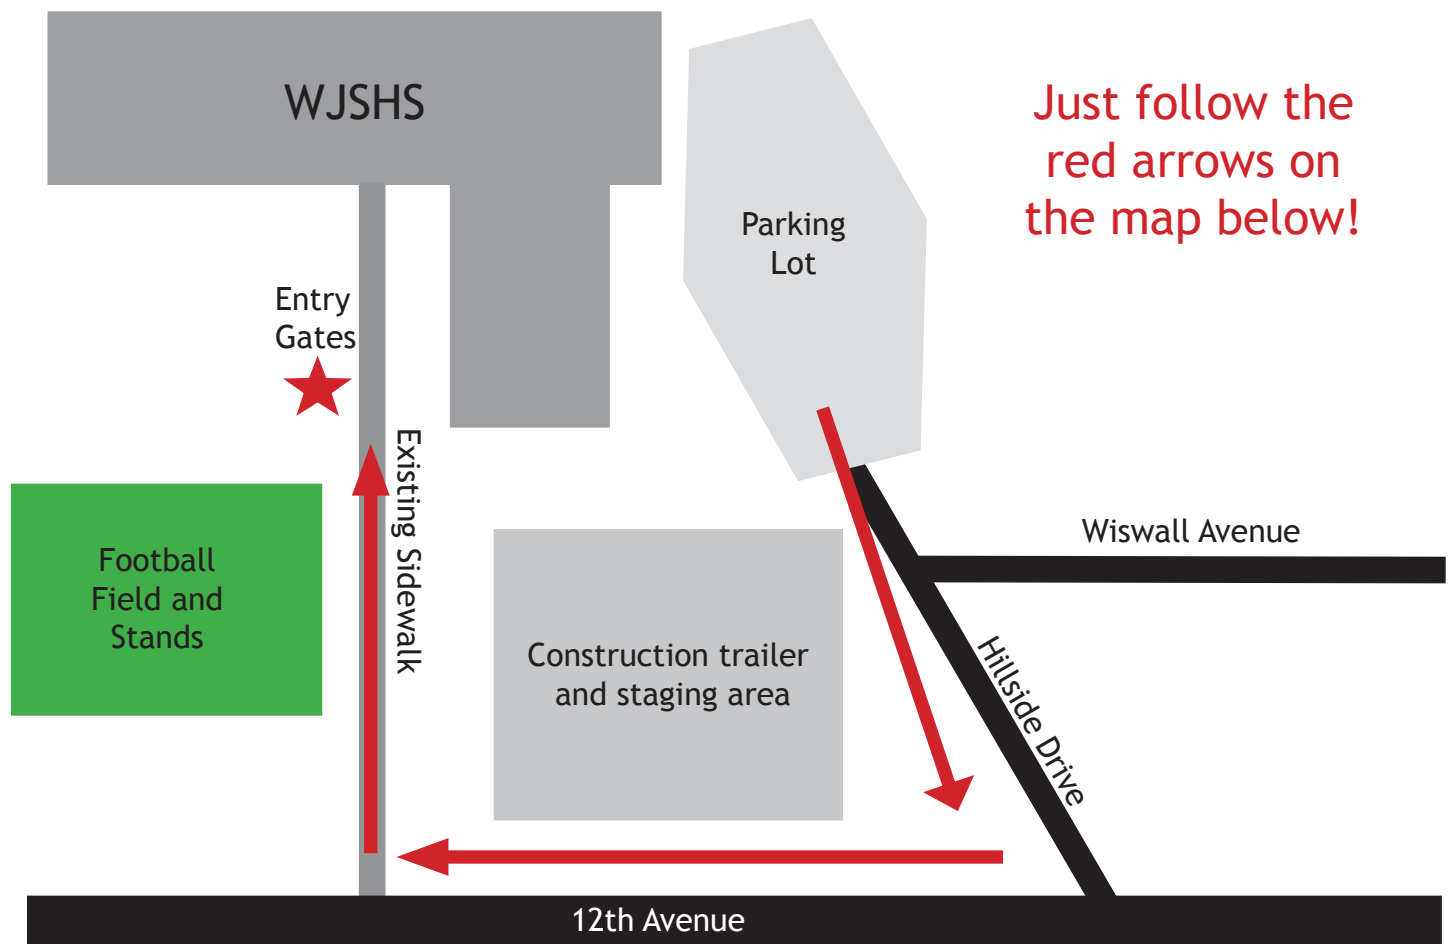 WJSHS
Just follow the
red arrows on
the map below!
Parking
Lot
Entry
Gates
Existing Sidewalk
Football
Field and
Stands
Construction trailer
and staging area
Wiswall Avenue
Hillside Drive
12th Avenue